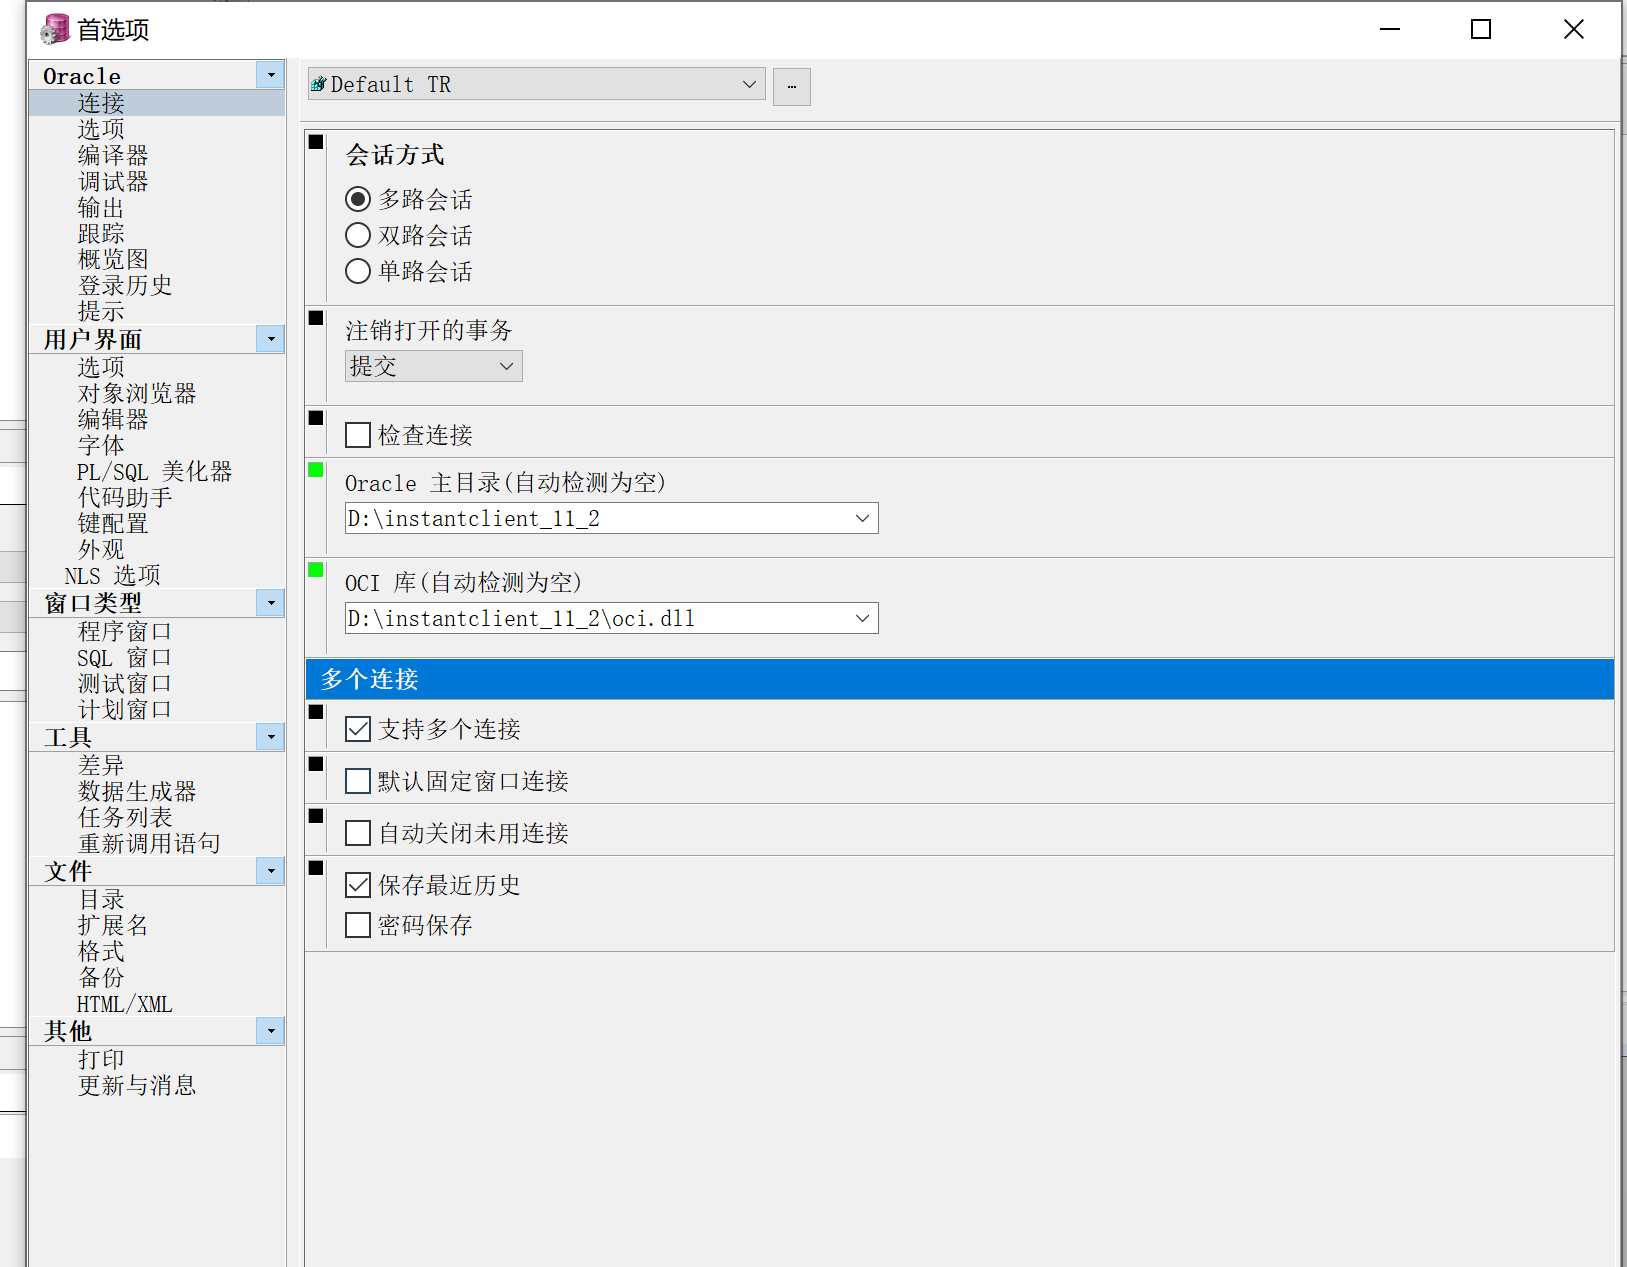 首选项
Oracle
连接
选项
编译器
调试器
输出
跟踪
概览图
登录历史
提示
用户界面
选项
对象浏览器
编辑器
字体
PL/SQL 美化器
代码助手
键配置
外观
NLS 选项
窗口类型
程序窗口
SQL 窗口
测试窗口
计划窗口
工具
差异
数据生成器
任务列表
重新调用语句
文件
目录
扩展名
格式
备份
HTML/XML
其他
打印
更新与消息
Default TR
...
会话方式
多路会话
双路会话
单路会话
注销打开的事务
提交
检查连接
Oracle 主目录(自动检测为空)
D:\instantclient_11_2
OCI 库(自动检测为空)
D:\instantclient_11_2\oci.dll
多个连接
支持多个连接
默认固定窗口连接
自动关闭未用连接
保存最近历史
密码保存